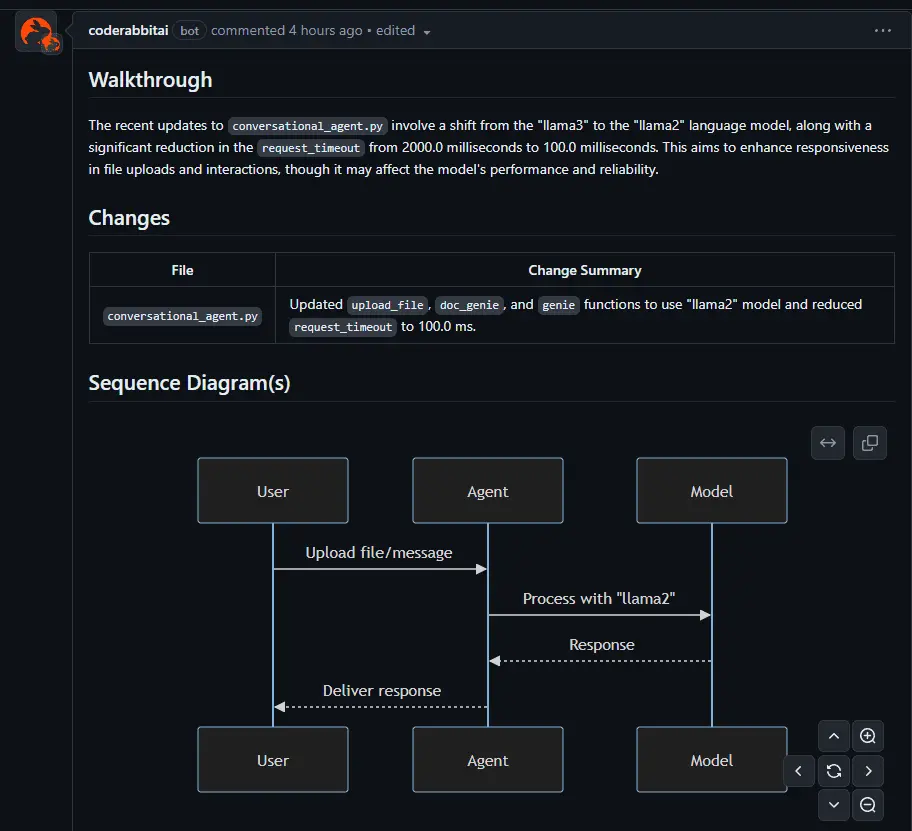 coderabbitai bot commented 4 hours ago • edited
Walkthrough
The recent updates to conversational_agent.py involve a shift from the "llama3" to the "llama2" language model, along with a
significant reduction in the request_timeout from 2000.0 milliseconds to 100.0 milliseconds. This aims to enhance responsiveness
in file uploads and interactions, though it may affect the model's performance and reliability.
Changes
File Change Summary
conversational_agent.py Updated upload_file, doc_genie, and genie functions to use "llama2" model and reduced
request_timeout to 100.0 ms.
Sequence Diagram(s)
User Agent Model
Upload file/message
Process with "llama2"
Response
Deliver response
User Agent Model